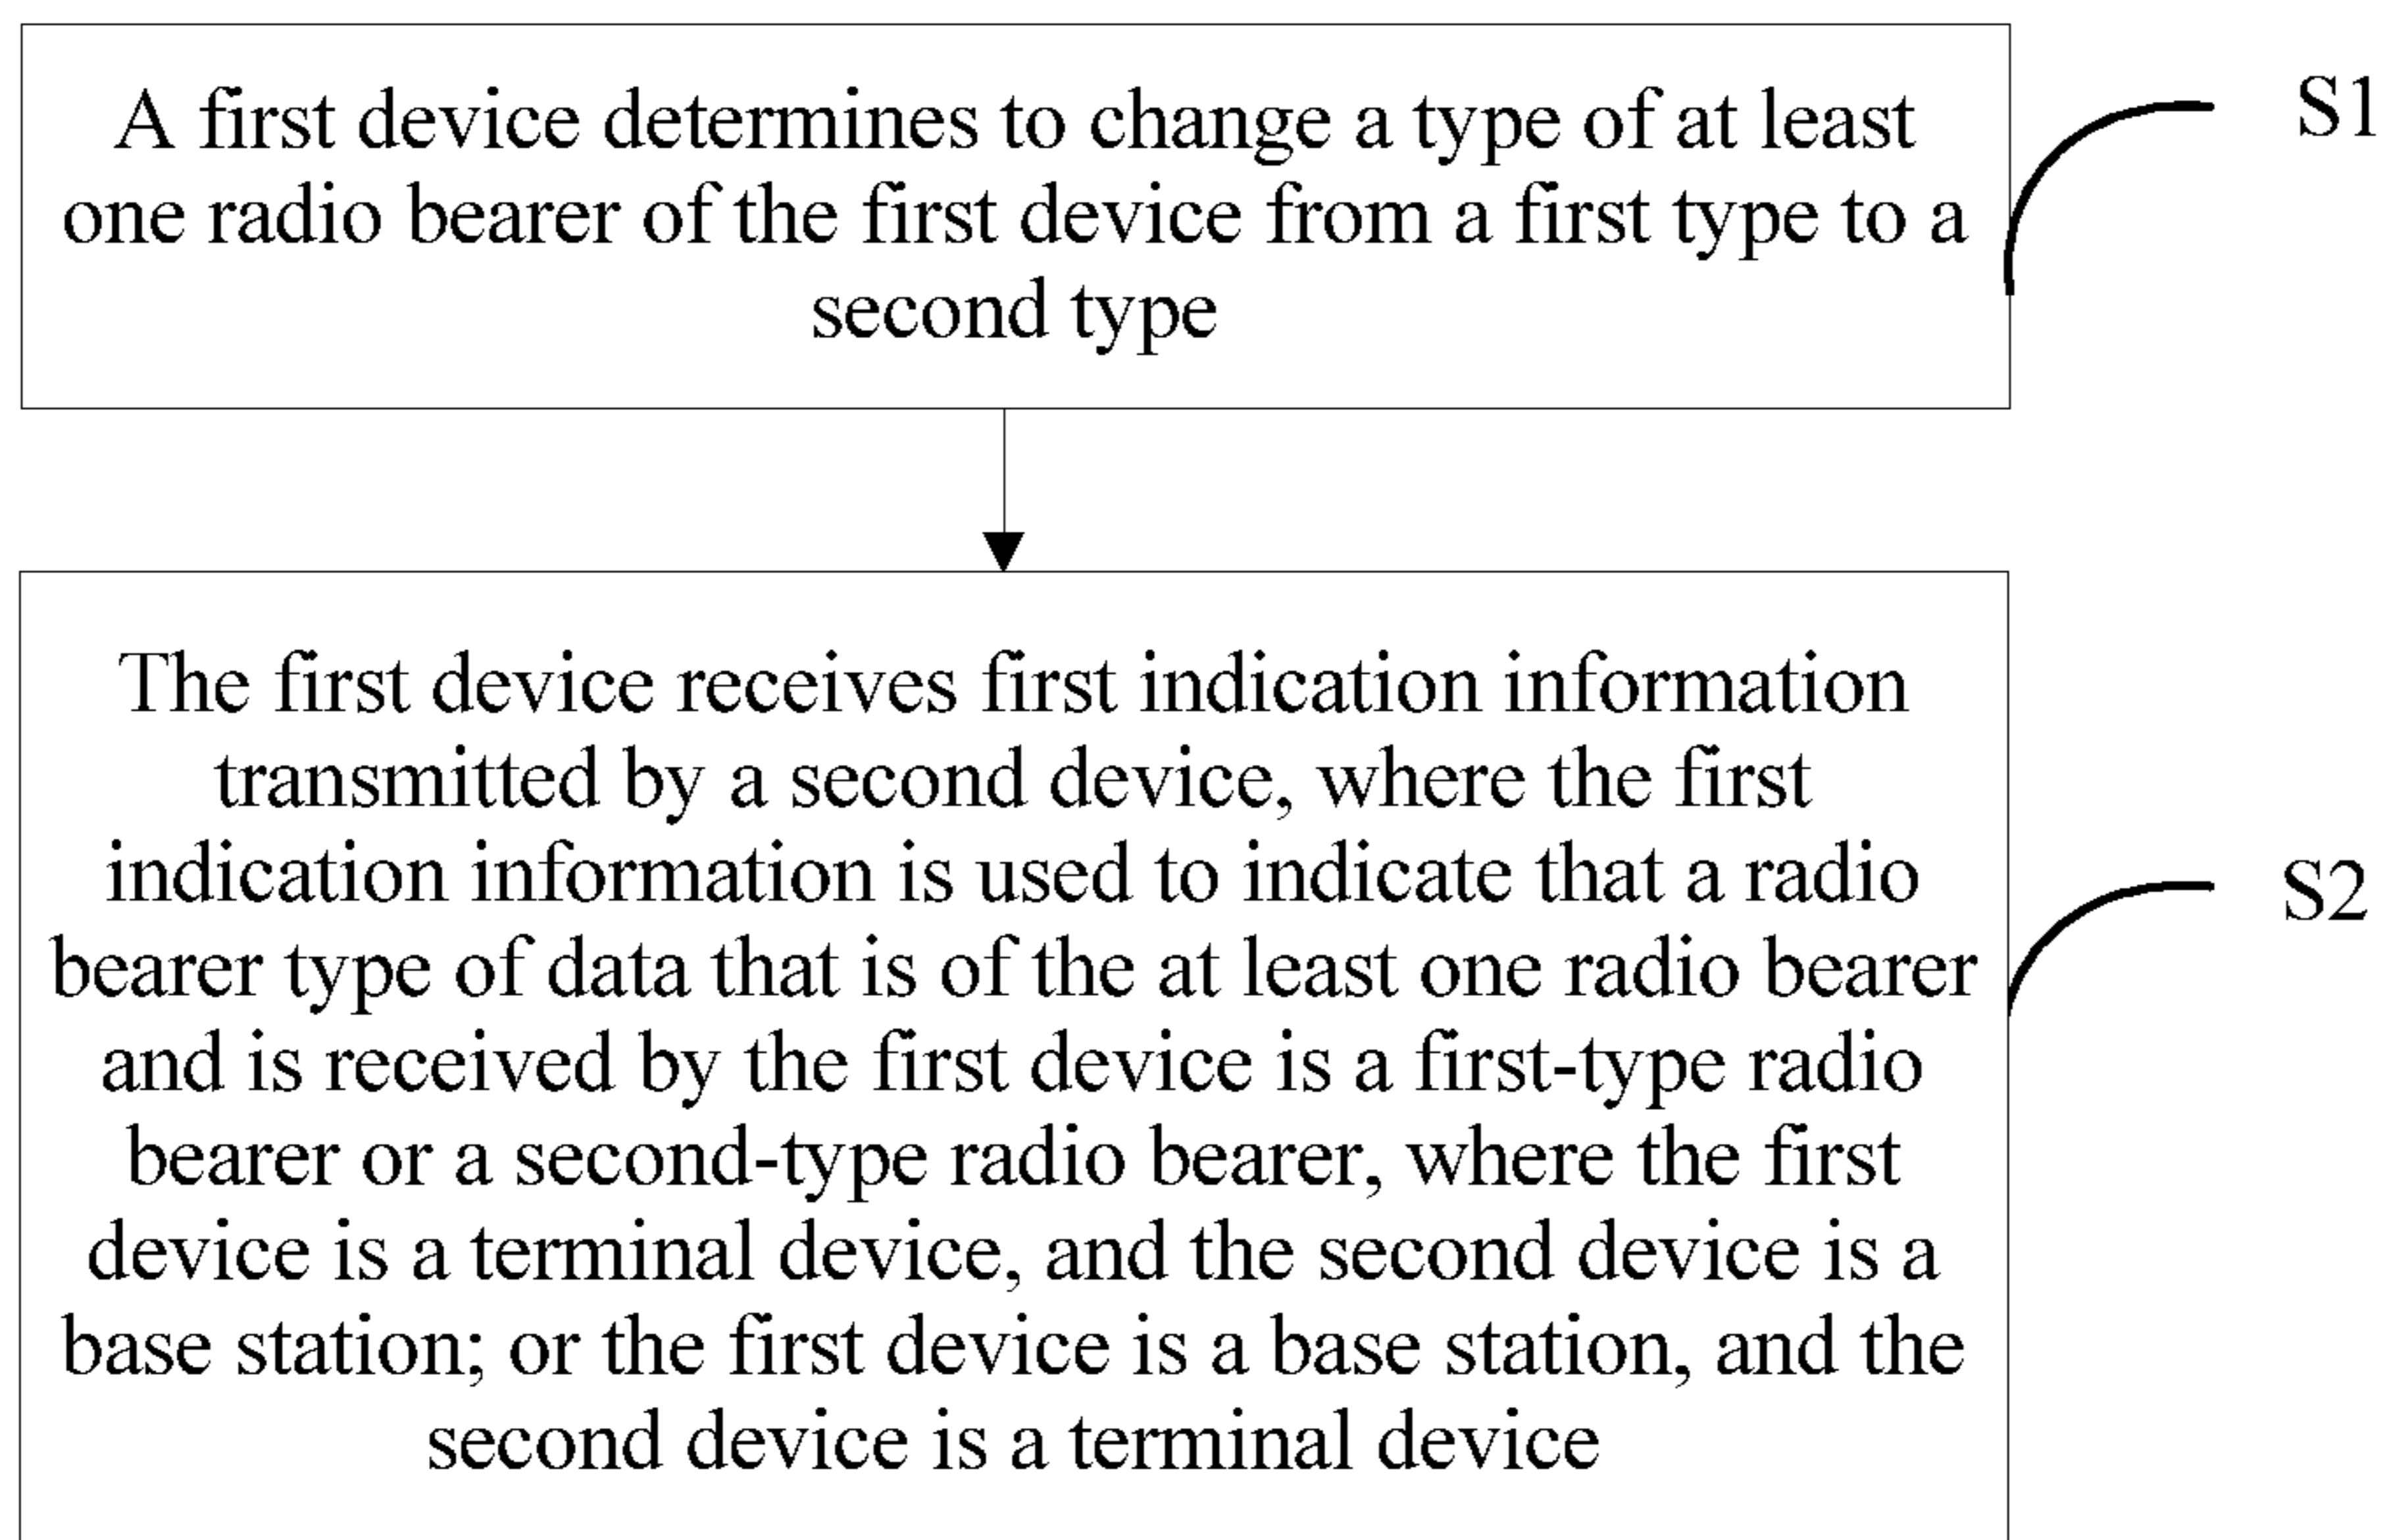 A first device determines to change a type of at least
one radio bearer of the first device from a first type to a
second type
S1
The first device receives first indication information
transmitted by a second device, where the first
indication information is used to indicate that a radio
bearer type of data that is of the at least one radio bearer
and is received by the first device is a first-type radio
bearer or a second-type radio bearer, where the first
device is a terminal device, and the second device is a
base station; or the first device is a base station, and the
second device is a terminal device
S2